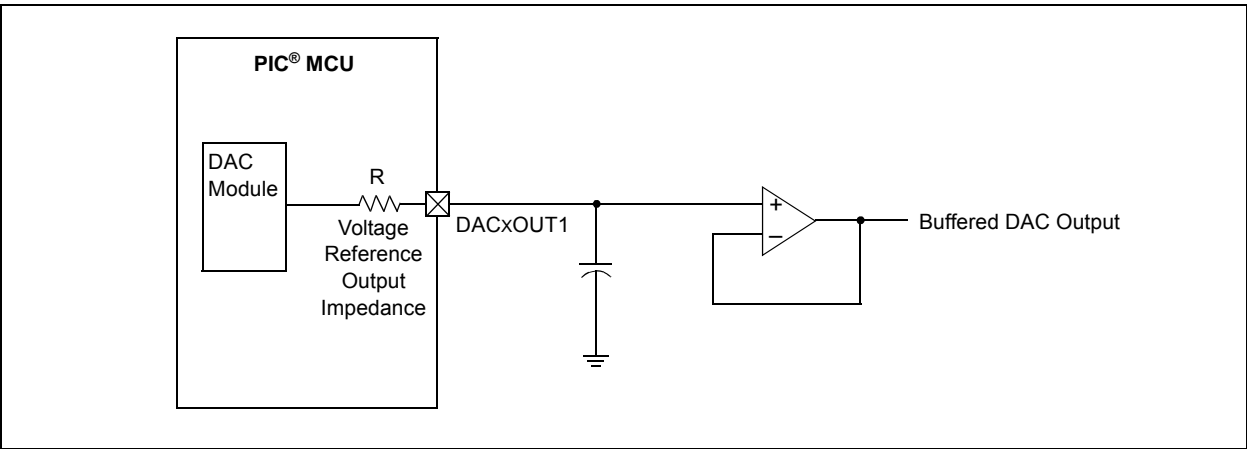 PIC® MCU
DAC
Module
R
Voltage
Reference
Output
Impedance
DACxOUT1
+
–
Buffered DAC Output